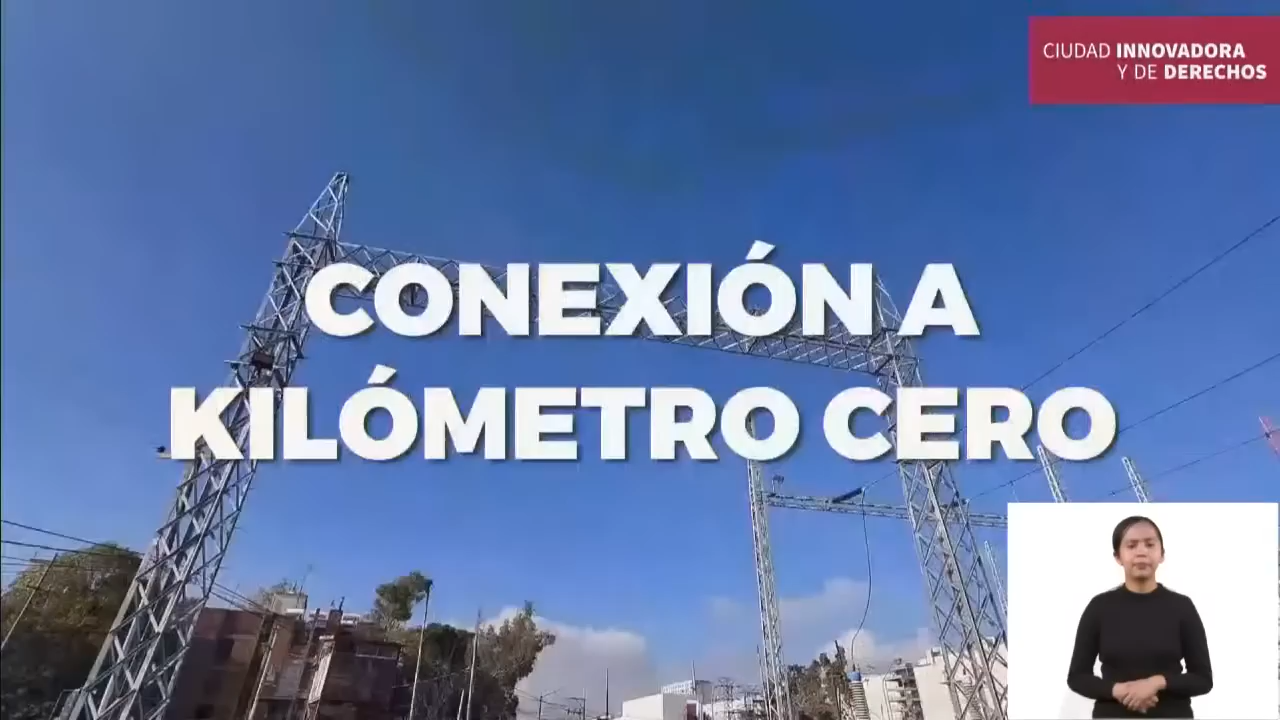 CIUDAD INNOVADORA
Y DE DERECHOS
CONEXIÓN A
KILÓMETRO CERO